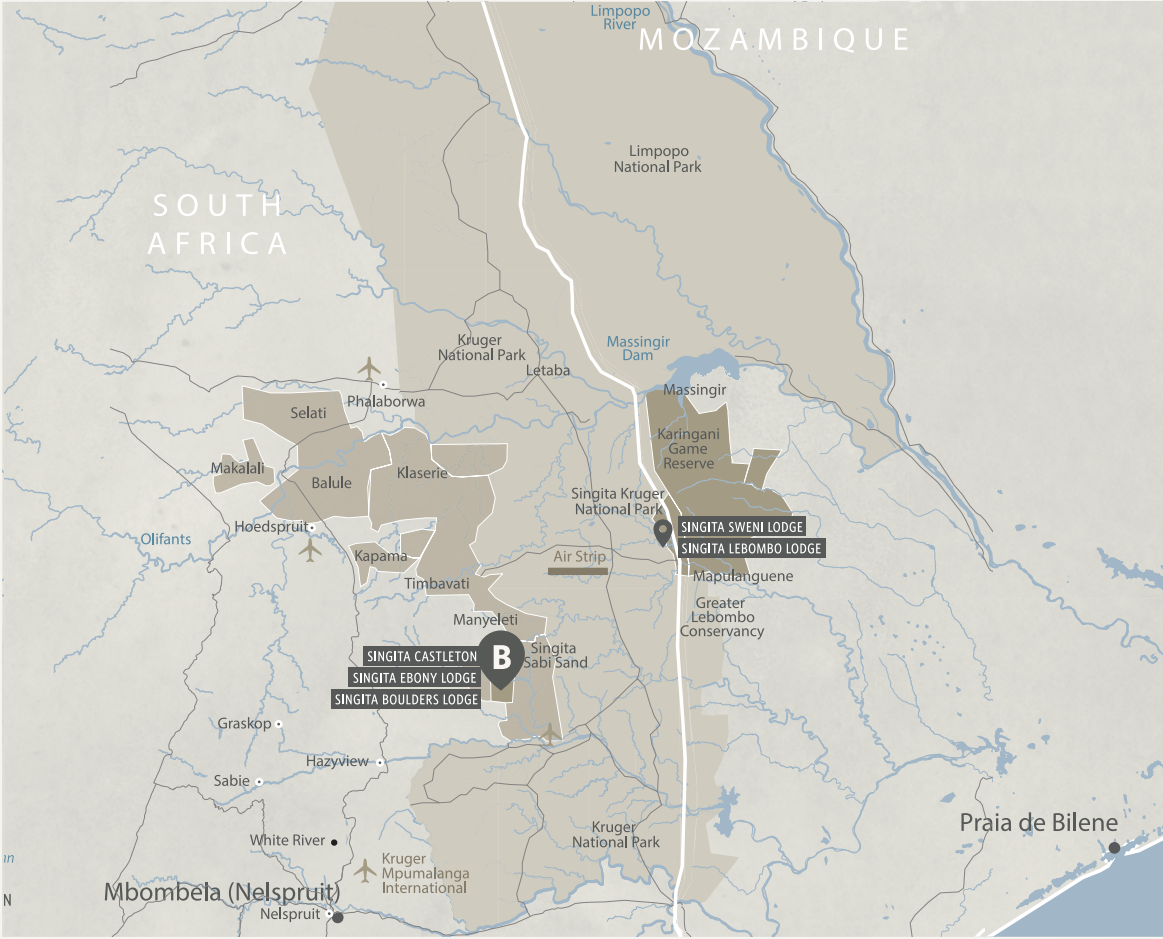 Limpopo
River
MOZAMBIQUE
Limpopo
National Park
SOUTH
AFRICA
Kruger
National Park
Massingir
Dam
Letaba
Massingir
Phalaborwa
Selati
Karingani
Game
Reserve
Makalali
Klaserie
Balule
Singita Kruger
National Park
Hoedspruit
SINGITA SWENI LODGE
Olifants
SINGITA LEBOMBO LODGE
Kapama
Air Strip
Timbavati
Mapulanguene
Greater
Lebombo
Conservancy
Manyeleti
Singita
Sabi Sand
B
SINGITA CASTLETON
SINGITA EBONY LODGE
SINGITA BOULDERS LODGE
Graskop
Hazyview
Sabie
Praia de Bilene
Kruger
National Park
White River
Kruger
Mpumalanga
International
nn
Mbombela (Nelspruit)
N
Nelspruit